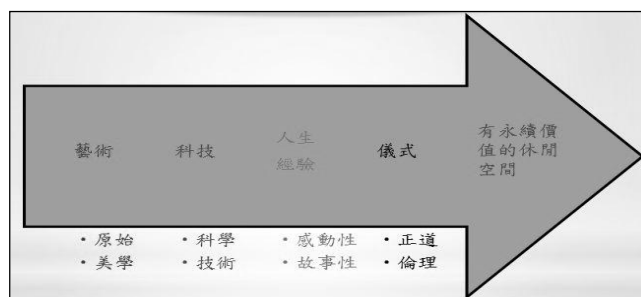 藝術
科技
人生
經驗
儀式
有永續價
值的休閒
空間
・原始
・美學
・科學
・技術
・感動性
・故事性
・正道
・倫理